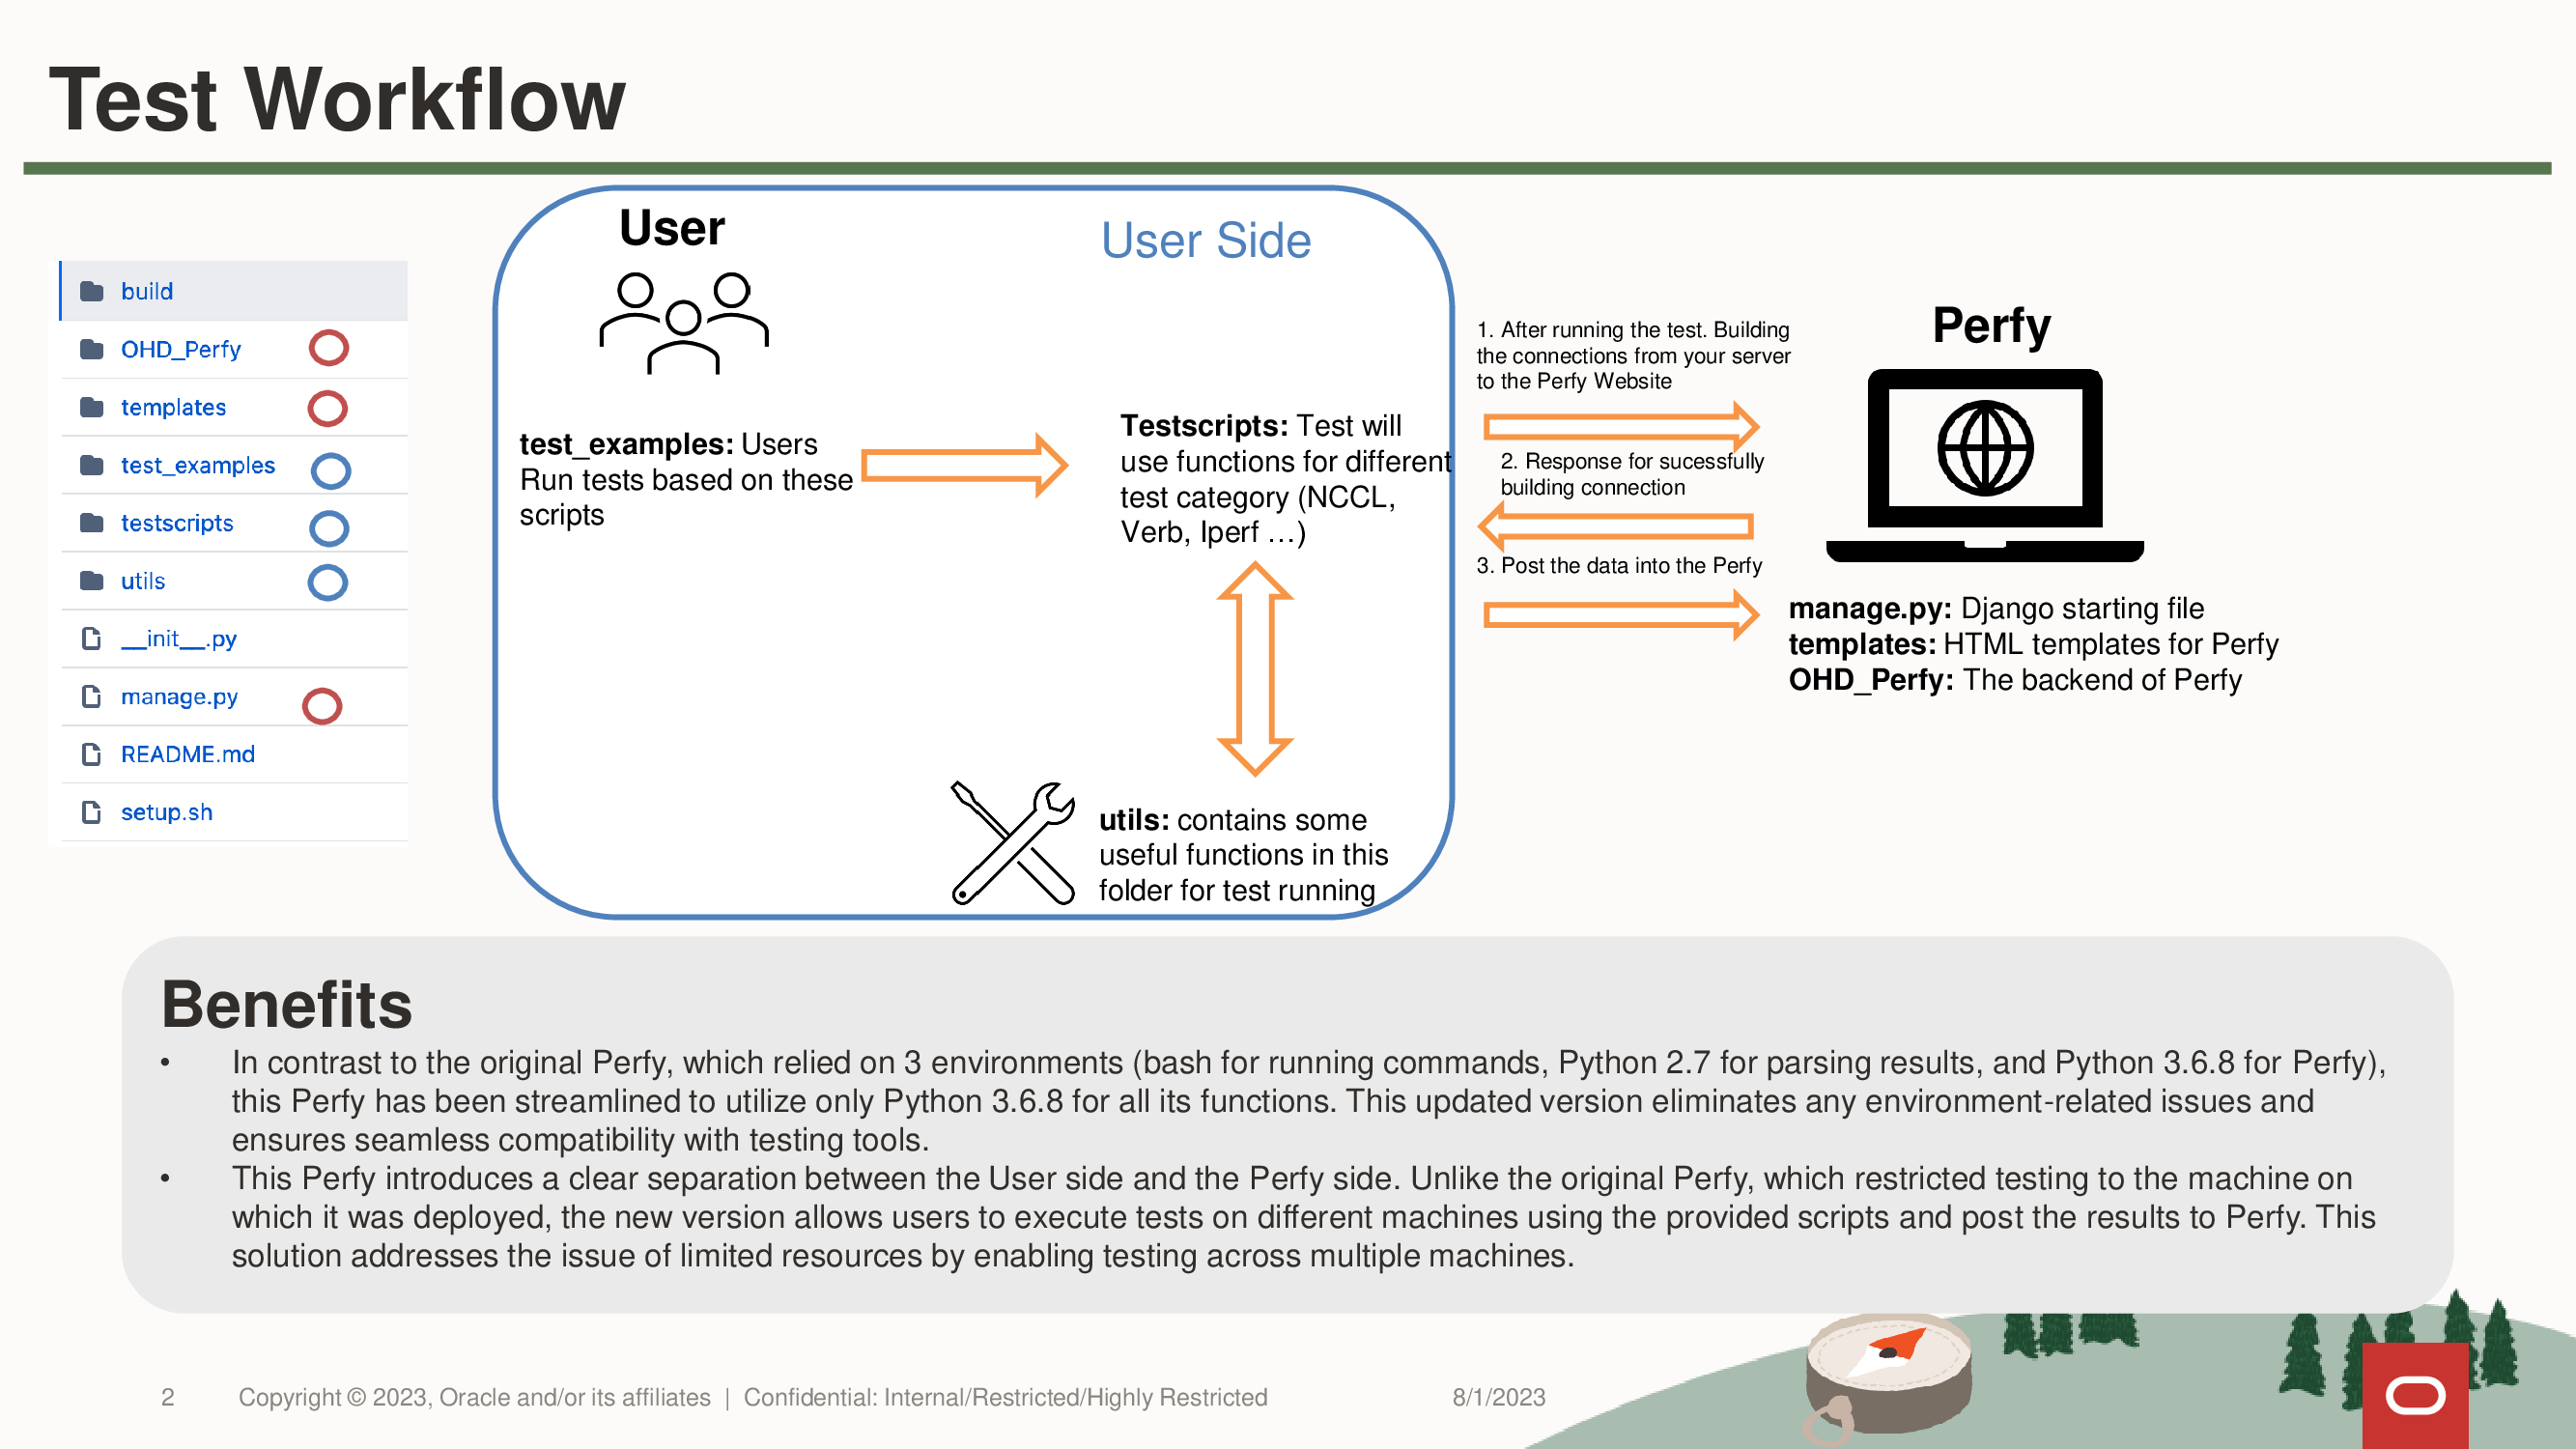 Test Workflow
build
OHD_Perfy
templates
test_examples
testscripts
utils
__init__.py
manage.py
README.md
setup.sh
User
User Side
test_examples: Users
Run tests based on these
scripts
Testscripts: Test will
use functions for different
test category (NCCL,
Verb, Iperf …)
utils: contains some
useful functions in this
folder for test running
1. After running the test. Building
the connections from your server
to the Perfy Website
2. Response for sucessfully
building connection
3. Post the data into the Perfy
Perfy
manage.py: Django starting file
templates: HTML templates for Perfy
OHD_Perfy: The backend of Perfy
Benefits
• In contrast to the original Perfy, which relied on 3 environments (bash for running commands, Python 2.7 for parsing results, and Python 3.6.8 for Perfy),
this Perfy has been streamlined to utilize only Python 3.6.8 for all its functions. This updated version eliminates any environment-related issues and
ensures seamless compatibility with testing tools.
• This Perfy introduces a clear separation between the User side and the Perfy side. Unlike the original Perfy, which restricted testing to the machine on
which it was deployed, the new version allows users to execute tests on different machines using the provided scripts and post the results to Perfy. This
solution addresses the issue of limited resources by enabling testing across multiple machines.
2 Copyright © 2023, Oracle and/or its affiliates | Confidential: Internal/Restricted/Highly Restricted 8/1/2023